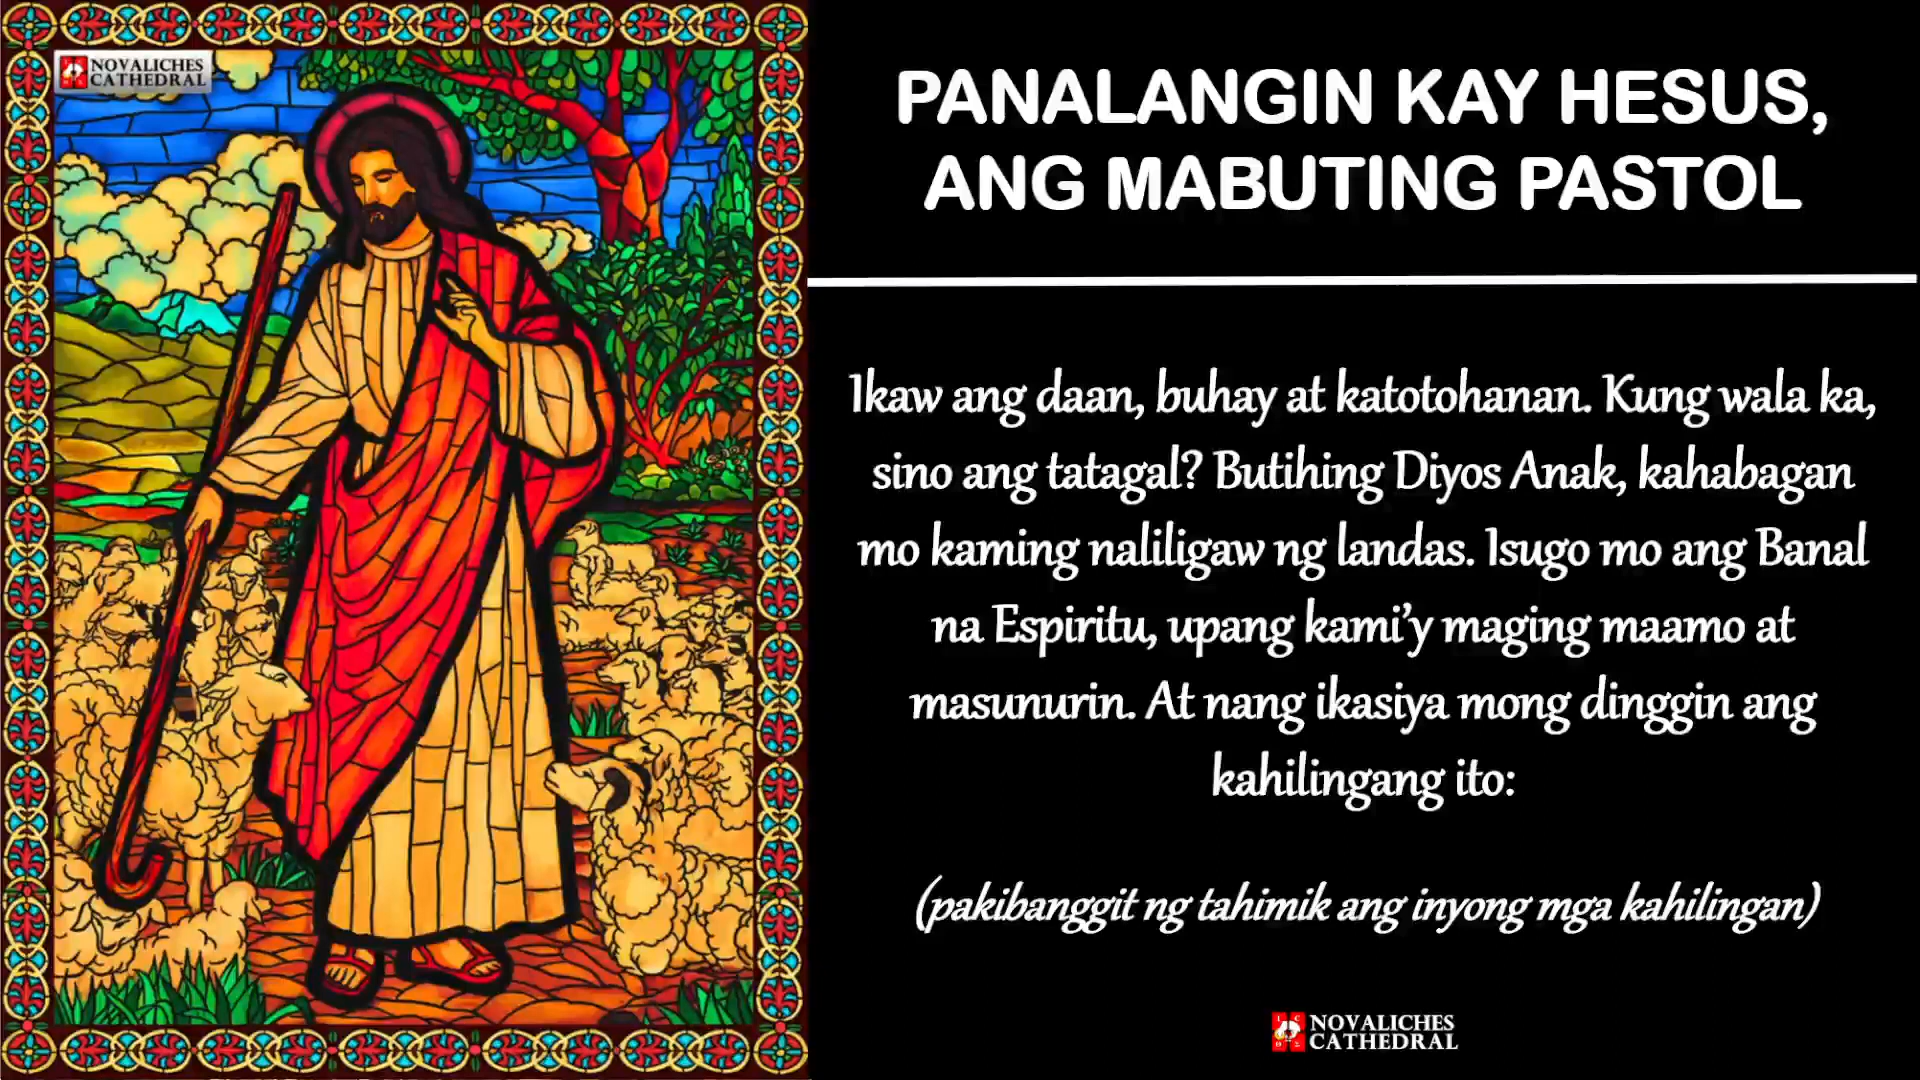 NOVALICHES
CATHEDRAL
PANALANGIN KAY HESUS,
ANG MABUTING PASTOL
Ikaw ang daan, buhay at katotohanan. Kung wala ka,
sino ang tatagal? Butihing Diyos Anak, kahabagan
mo kaming naliligaw ng landas. Isugo mo ang Banal
na Espiritu, upang kami’y maging maamo at
masunurin. At nang ikasiya mong dinggin ang
kahilingang ito:
(pakibanggit ng tahimik ang inyong mga kahilingan)
NOVALICHES
CATHEDRAL